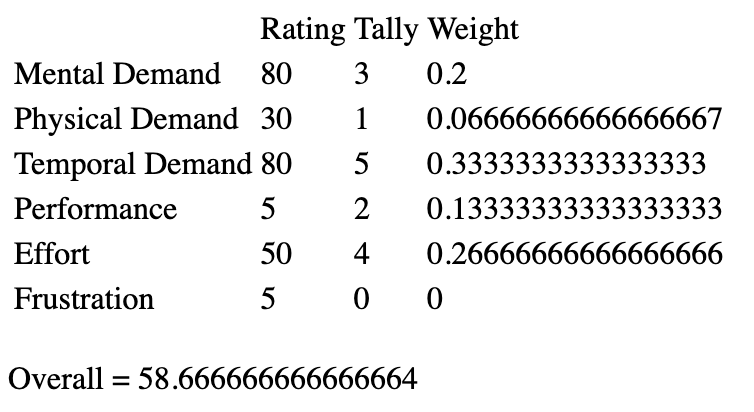 Rating Tally Weight
Mental Demand 80 3 0.2
Physical Demand 30 1 0.06666666666666667
Temporal Demand 80 5 0.3333333333333333
Performance 5 2 0.13333333333333333
Effort 50 4 0.26666666666666666
Frustration 5 0 0
Overall = 58.666666666666664